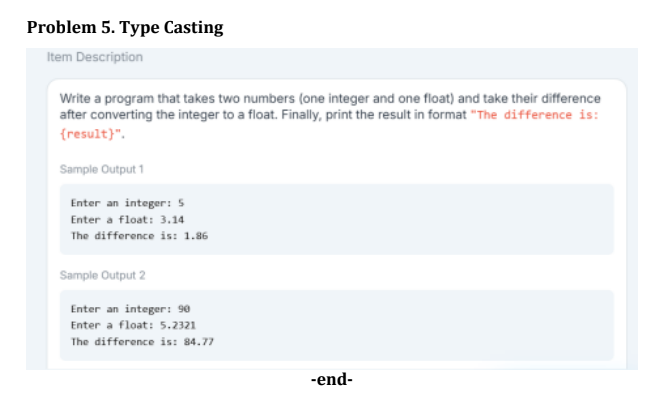 Problem 5. Type Casting
Item Description
Write a program that takes two numbers (one integer and one float) and take their difference
after converting the integer to a float. Finally, print the result in format "The difference is:
{result}".
Sample Output 1
Enter an integer: 5
Enter a float: 3.14
The difference is: 1.86
Sample Output 2
Enter an integer: 90
Enter a float: 5.2321
The difference is: 84.77
-end-